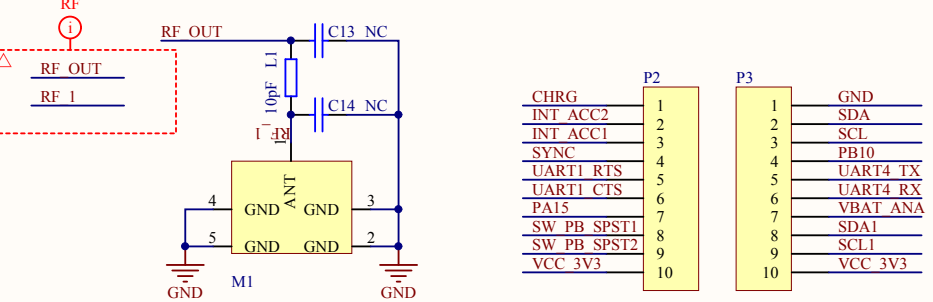 RF
i
RF_OUT
RF_1
RF_OUT
C13 NC
L1
10pF
C14 NC
RF_1
1
ANT
4 GND GND 3
5 GND GND 2
M1
GND
GND
P2
CHRG 1
INT_ACC2 2
INT_ACC1 3
SYNC 4
UART1_RTS 5
UART1_CTS 6
PA15 7
SW_PB_SPST1 8
SW_PB_SPST2 9
VCC_3V3 10
P3
1 GND
2 SDA
3 SCL
4 PB10
5 UART4_TX
6 UART4_RX
7 VBAT_ANA
8 SDA1
9 SCL1
10 VCC_3V3